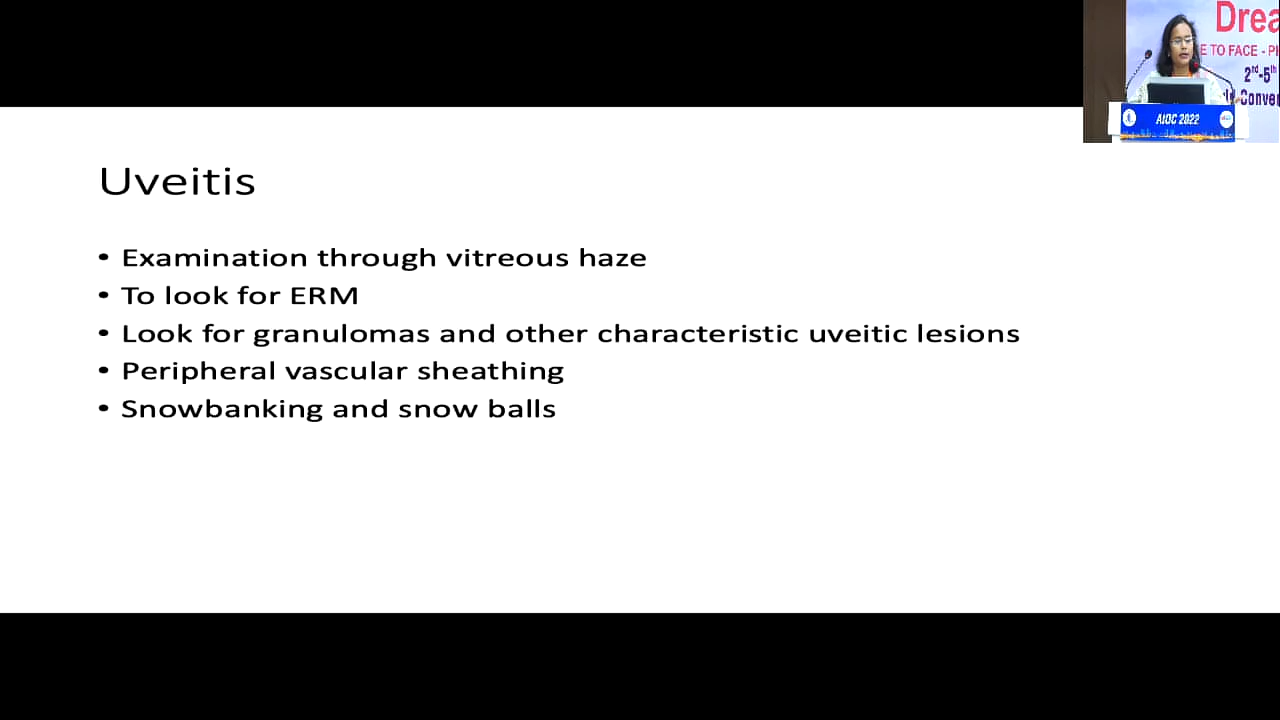 Drea
E TO FACE - P
2nd-5th
Conve
AIOC 2022
Uveitis
• Examination through vitreous haze
• To look for ERM
• Look for granulomas and other characteristic uveitic lesions
• Peripheral vascular sheathing
• Snowbanking and snow balls